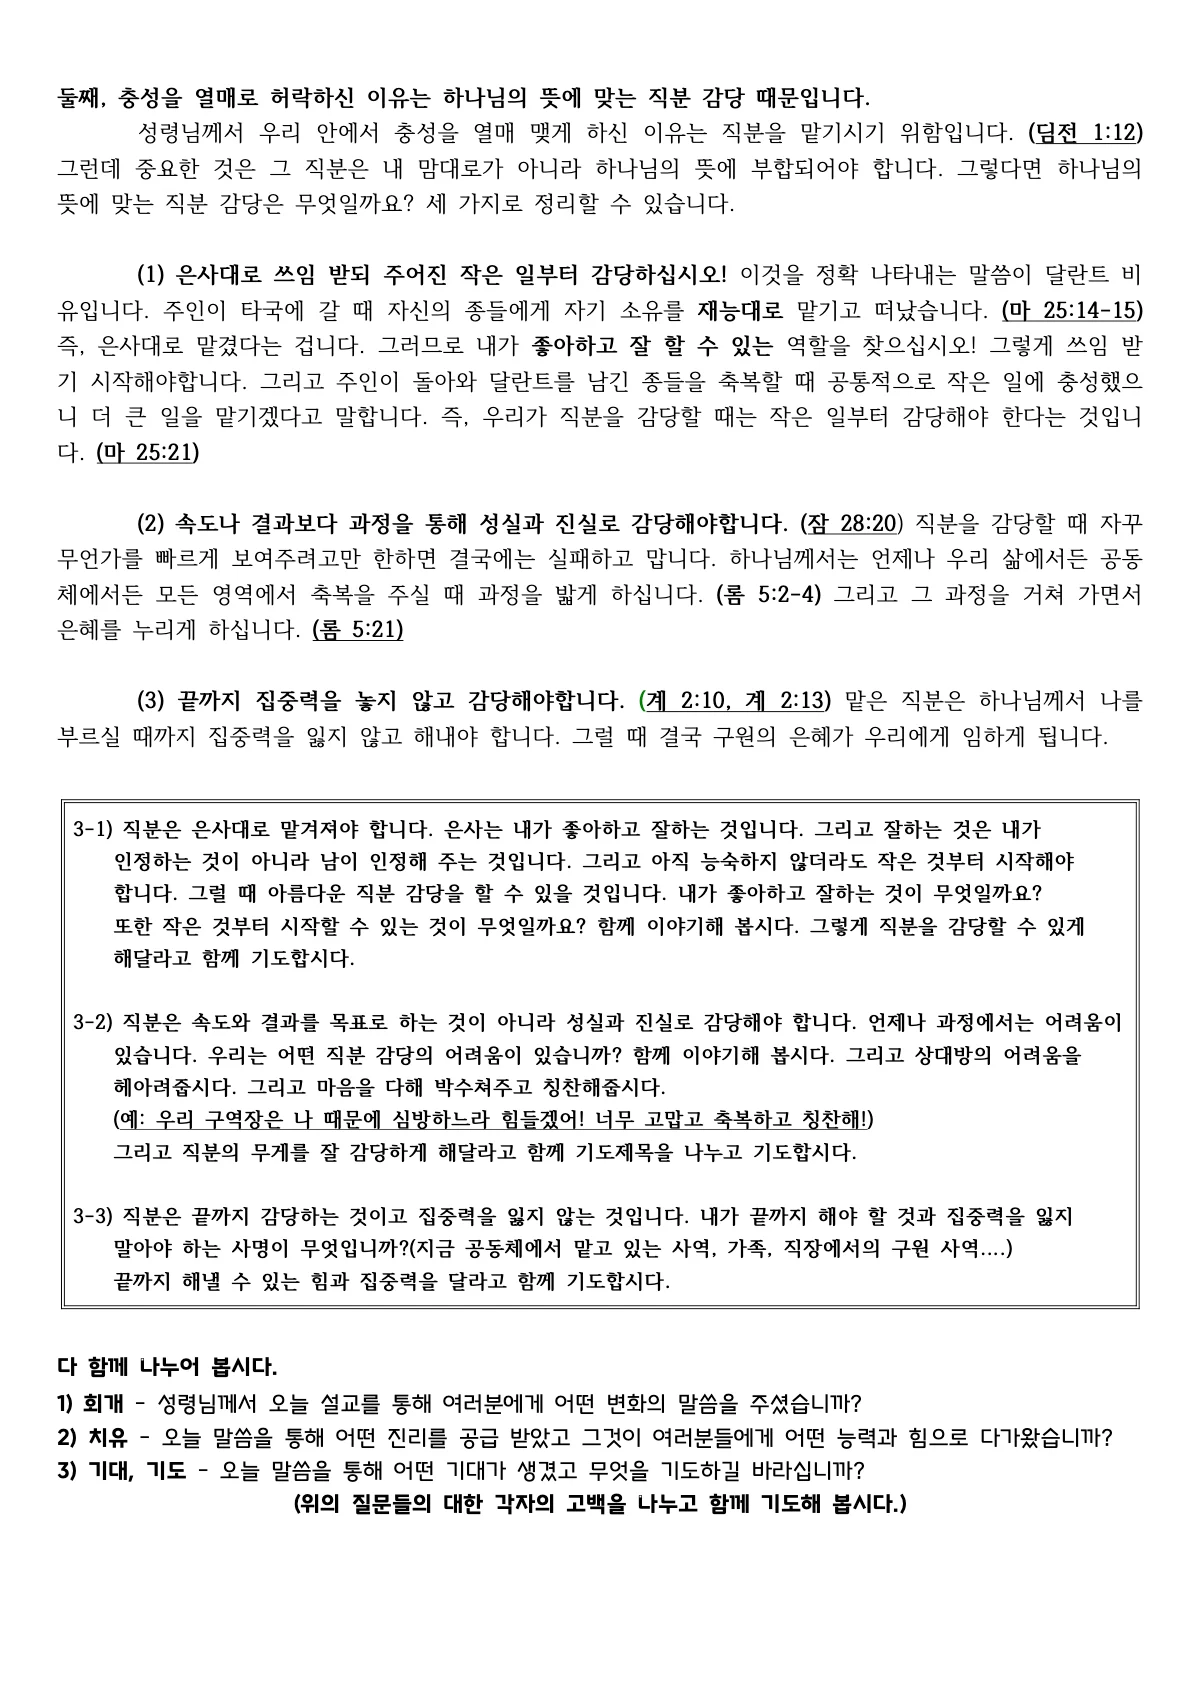 둘째, 충성을 열매로 허락하신 이유는 하나님의 뜻에 맞는 직분 감당 때문입니다.
성령님께서 우리 안에서 충성을 열매 맺게 하신 이유는 직분을 맡기시기 위함입니다. (딤전 1:12)
그런데 중요한 것은 그 직분은 내 맘대로가 아니라 하나님의 뜻에 부합되어야 합니다. 그렇다면 하나님의
뜻에 맞는 직분 감당은 무엇일까요? 세 가지로 정리할 수 있습니다.
(1) 은사대로 쓰임 받되 주어진 작은 일부터 감당하십시오! 이것을 정확 나타내는 말씀이 달란트 비
유입니다. 주인이 타국에 갈 때 자신의 종들에게 자기 소유를 재능대로 맡기고 떠났습니다. (마 25:14-15)
즉, 은사대로 맡겼다는 겁니다. 그러므로 내가 좋아하고 잘 할 수 있는 역할을 찾으십시오! 그렇게 쓰임 받
기 시작해야합니다. 그리고 주인이 돌아와 달란트를 남긴 종들을 축복할 때 공통적으로 작은 일에 충성했으
니 더 큰 일을 맡기겠다고 말합니다. 즉, 우리가 직분을 감당할 때는 작은 일부터 감당해야 한다는 것입니
다. (마 25:21)
(2) 속도나 결과보다 과정을 통해 성실과 진실로 감당해야합니다. (잠 28:20) 직분을 감당할 때 자꾸
무언가를 빠르게 보여주려고만 한하면 결국에는 실패하고 맙니다. 하나님께서는 언제나 우리 삶에서든 공동
체에서든 모든 영역에서 축복을 주실 때 과정을 밟게 하십니다. (롬 5:2-4) 그리고 그 과정을 거쳐 가면서
은혜를 누리게 하십니다. (롬 5:21)
(3) 끝까지 집중력을 놓지 않고 감당해야합니다. (계 2:10, 계 2:13) 맡은 직분은 하나님께서 나를
부르실 때까지 집중력을 잃지 않고 해내야 합니다. 그럴 때 결국 구원의 은혜가 우리에게 임하게 됩니다.
3-1) 직분은 은사대로 맡겨져야 합니다. 은사는 내가 좋아하고 잘하는 것입니다. 그리고 잘하는 것은 내가
인정하는 것이 아니라 남이 인정해 주는 것입니다. 그리고 아직 능숙하지 않더라도 작은 것부터 시작해야
합니다. 그럴 때 아름다운 직분 감당을 할 수 있을 것입니다. 내가 좋아하고 잘하는 것이 무엇일까요?
또한 작은 것부터 시작할 수 있는 것이 무엇일까요? 함께 이야기해 봅시다. 그렇게 직분을 감당할 수 있게
해달라고 함께 기도합시다.
3-2) 직분은 속도와 결과를 목표로 하는 것이 아니라 성실과 진실로 감당해야 합니다. 언제나 과정에서는 어려움이
있습니다. 우리는 어떤 직분 감당의 어려움이 있습니까? 함께 이야기해 봅시다. 그리고 상대방의 어려움을
헤아려줍시다. 그리고 마음을 다해 박수쳐주고 칭찬해줍시다.
(예: 우리 구역장은 나 때문에 심방하느라 힘들겠어! 너무 고맙고 축복하고 칭찬해!)
그리고 직분의 무게를 잘 감당하게 해달라고 함께 기도제목을 나누고 기도합시다.
3-3) 직분은 끝까지 감당하는 것이고 집중력을 잃지 않는 것입니다. 내가 끝까지 해야 할 것과 집중력을 잃지
말아야 하는 사명이 무엇입니까?(지금 공동체에서 맡고 있는 사역, 가족, 직장에서의 구원 사역....)
끝까지 해낼 수 있는 힘과 집중력을 달라고 함께 기도합시다.
다 함께 나누어 봅시다.
1) 회개 - 성령님께서 오늘 설교를 통해 여러분에게 어떤 변화의 말씀을 주셨습니까?
2) 치유 - 오늘 말씀을 통해 어떤 진리를 공급 받았고 그것이 여러분들에게 어떤 능력과 힘으로 다가왔습니까?
3) 기대, 기도 - 오늘 말씀을 통해 어떤 기대가 생겼고 무엇을 기도하길 바라십니까?
(위의 질문들의 대한 각자의 고백을 나누고 함께 기도해 봅시다.)